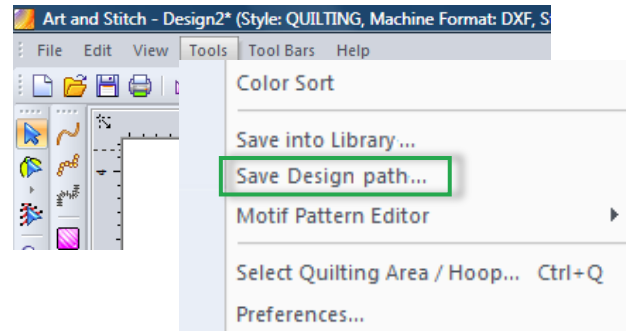 Art and Stitch - Design2* (Style: QUILTING, Machine Format: DXF, S
File Edit View Tools Tool Bars Help
Color Sort
Save into Library...
Save Design path...
Motif Pattern Editor
Select Quilting Area / Hoop... Ctrl+Q
Preferences...